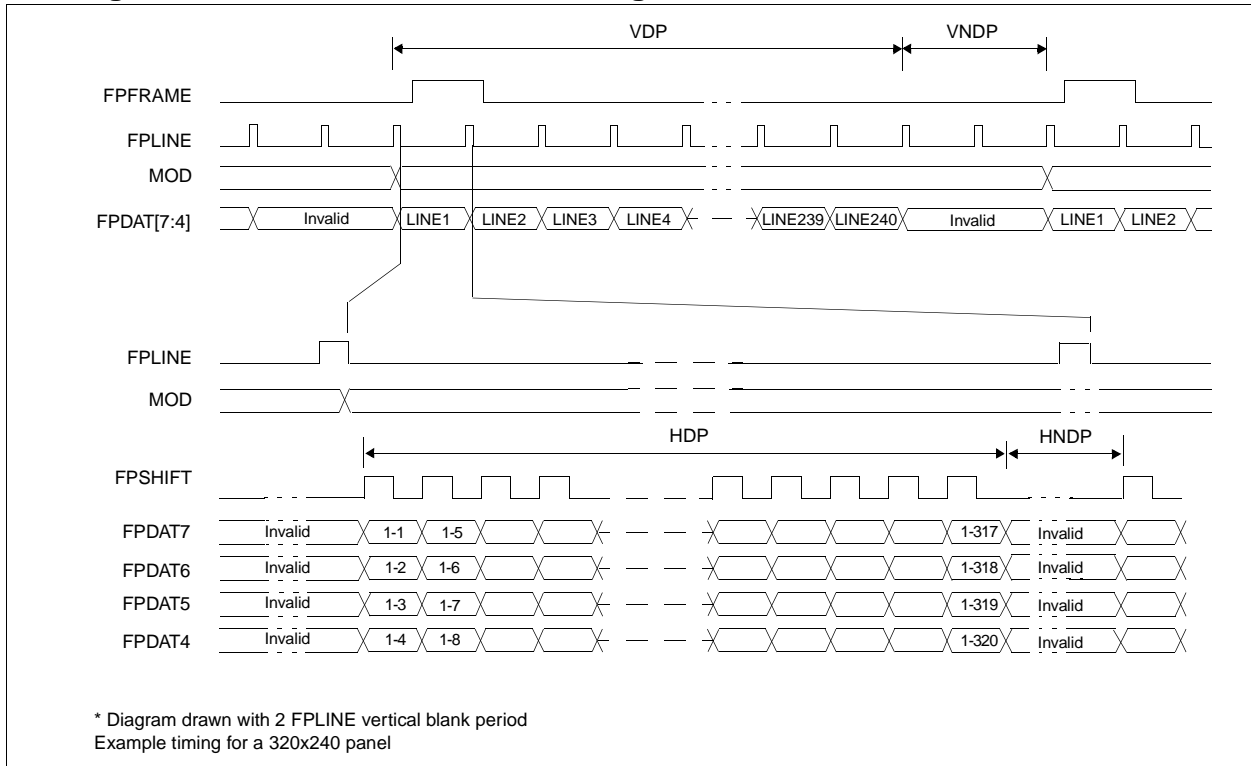 VDP VNDP
FPFRAME
FPLINE
MOD
FPDAT[7:4] Invalid LINE1 LINE2 LINE3 LINE4 LINE239 LINE240 Invalid LINE1 LINE2
FPLINE
MOD
HDP HNDP
FPSHIFT
FPDAT7 Invalid 1-1 1-5 1-317 Invalid
FPDAT6 Invalid 1-2 1-6 1-318 Invalid
FPDAT5 Invalid 1-3 1-7 1-319 Invalid
FPDAT4 Invalid 1-4 1-8 1-320 Invalid
* Diagram drawn with 2 FPLINE vertical blank period
Example timing for a 320x240 panel